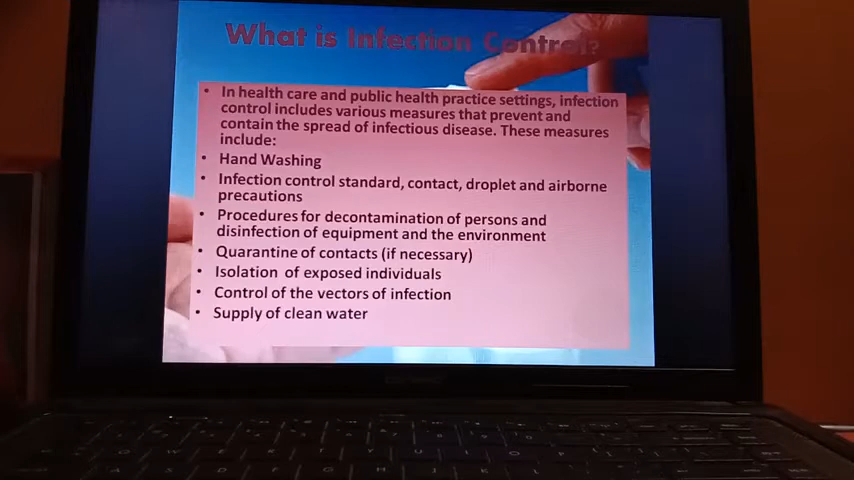 What is Infection Control?
• In health care and public health practice settings, infection
control includes various measures that prevent and
contain the spread of infectious disease. These measures
include:
• Hand Washing
• Infection control standard, contact, droplet and airborne
precautions
• Procedures for decontamination of persons and
disinfection of equipment and the environment
• Quarantine of contacts (if necessary)
• Isolation of exposed individuals
• Control of the vectors of infection
• Supply of clean water